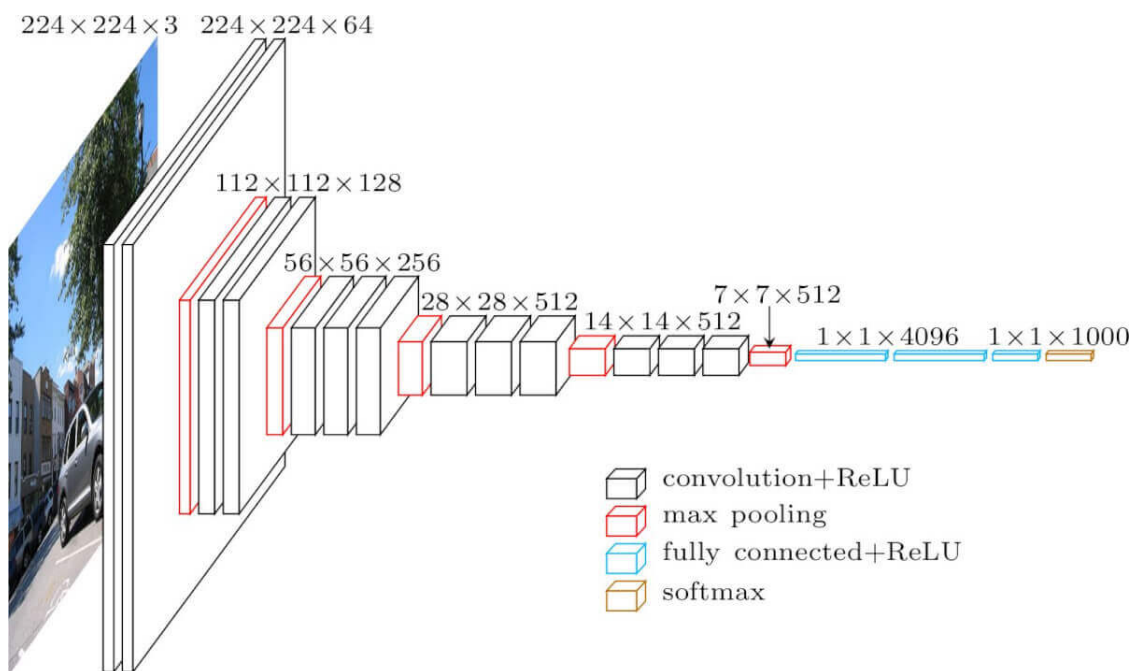 224×224×3
224×224×64
112×112×128
56×56×256
28×28×512
14×14×512
7×7×512
1×1×4096
1×1×1000
convolution+ReLU
max pooling
fully connected+ReLU
softmax